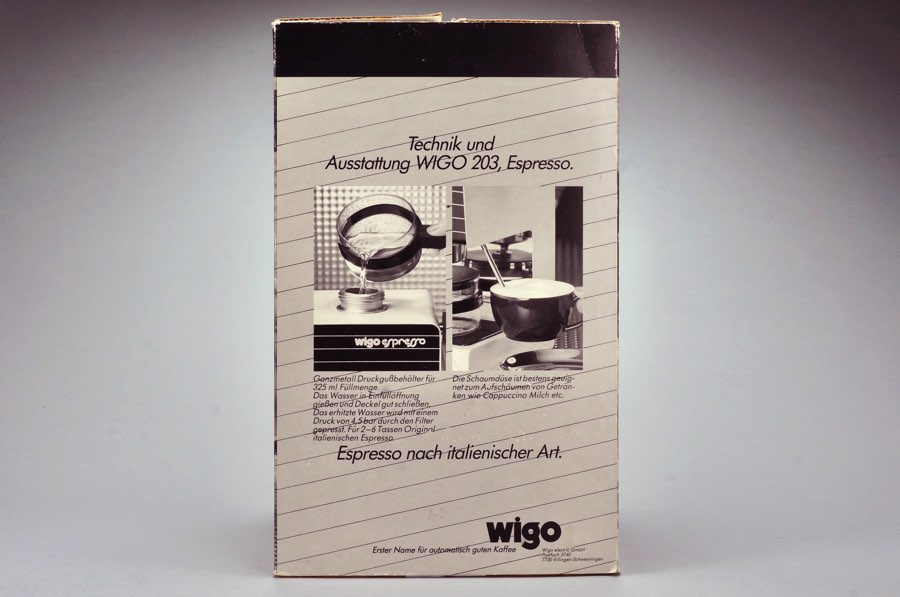 Technik und
Ausstattung WIGO 203, Espresso.
wigo espresso
Ganzmetall Druckgußbehälter für
325 ml Füllmenge.
Das Wasser in Einfüllöffnung
gießen und Deckel gut schließen.
Das erhitzte Wasser wird mit einem
Druck von 4,5 bar durch den Filter
gepresst. Für 2–6 Tassen Original
italienischen Espresso.
Die Schaumdüse ist bestens geeig-
net zum Aufschäumen von Geträn-
ken wie Cappuccino Milch etc.
Espresso nach italienischer Art.
wigo
Erster Name für automatisch guten Kaffee
Wigo electric GmbH
Postfach 3740
7730 Villingen-Schwenningen